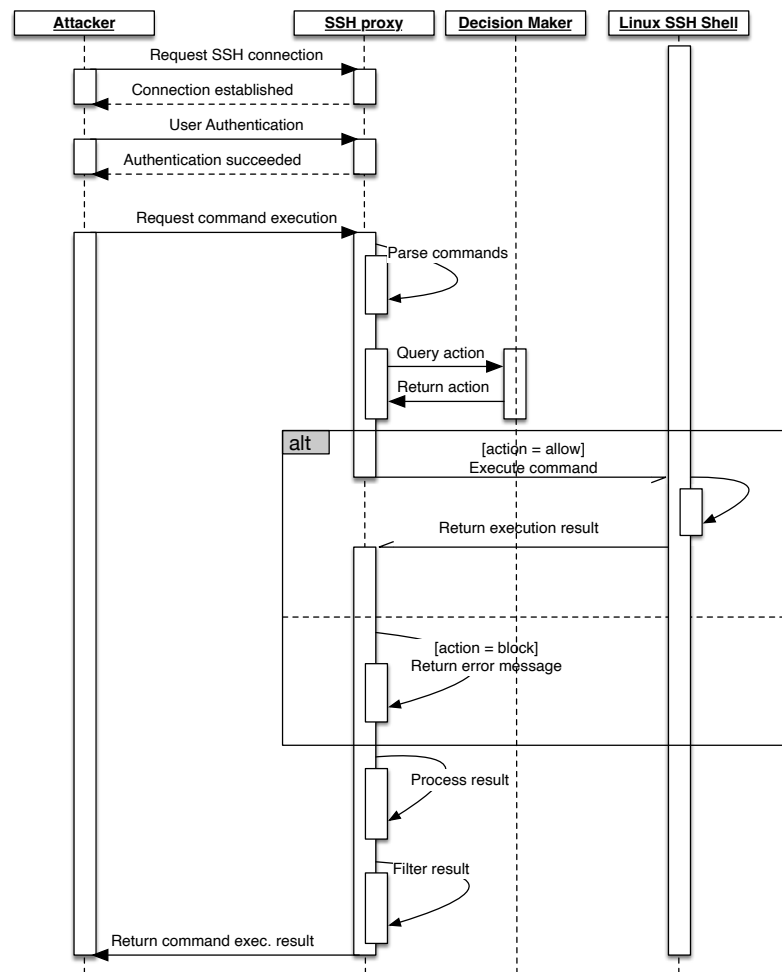 Attacker
SSH proxy
Decision Maker
Linux SSH Shell
Request SSH connection
Connection established
User Authentication
Authentication succeeded
Request command execution
Parse commands
Query action
Return action
alt
[action = allow]
Execute command
Return execution result
[action = block]
Return error message
Process result
Filter result
Return command exec. result